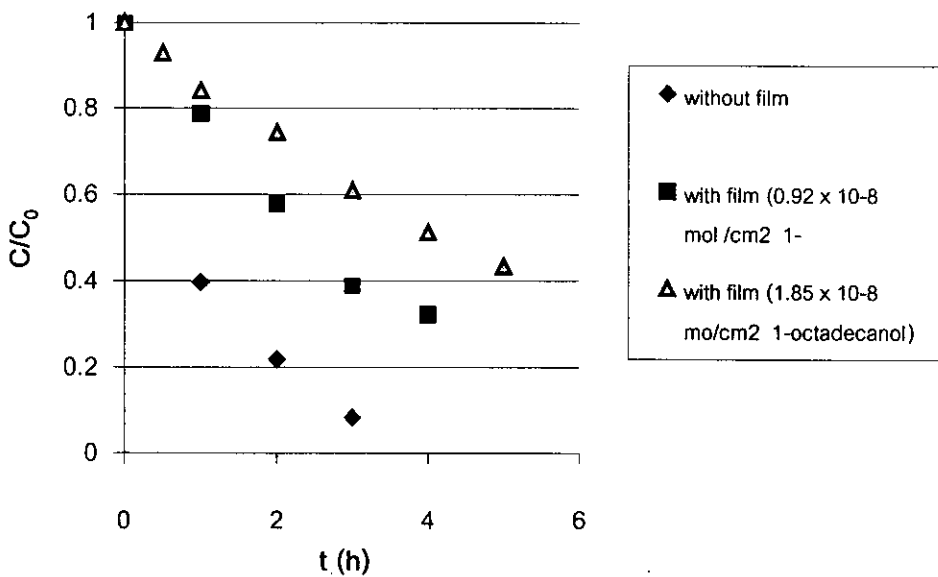 1
0.8
0.6
0.4
0.2
0
C/C0
0 2 4 6
t (h)
without film
with film (0.92 x 10-8
mol /cm2 1-
with film (1.85 x 10-8
mo/cm2 1-octadecanol)